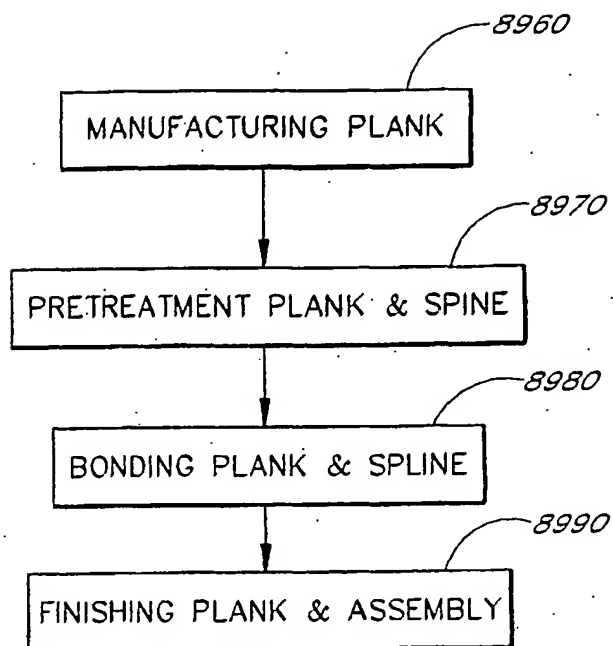 8960
MANUFACTURING PLANK
8970
PRETREATMENT PLANK & SPINE
8980
BONDING PLANK & SPLINE
8990
FINISHING PLANK & ASSEMBLY